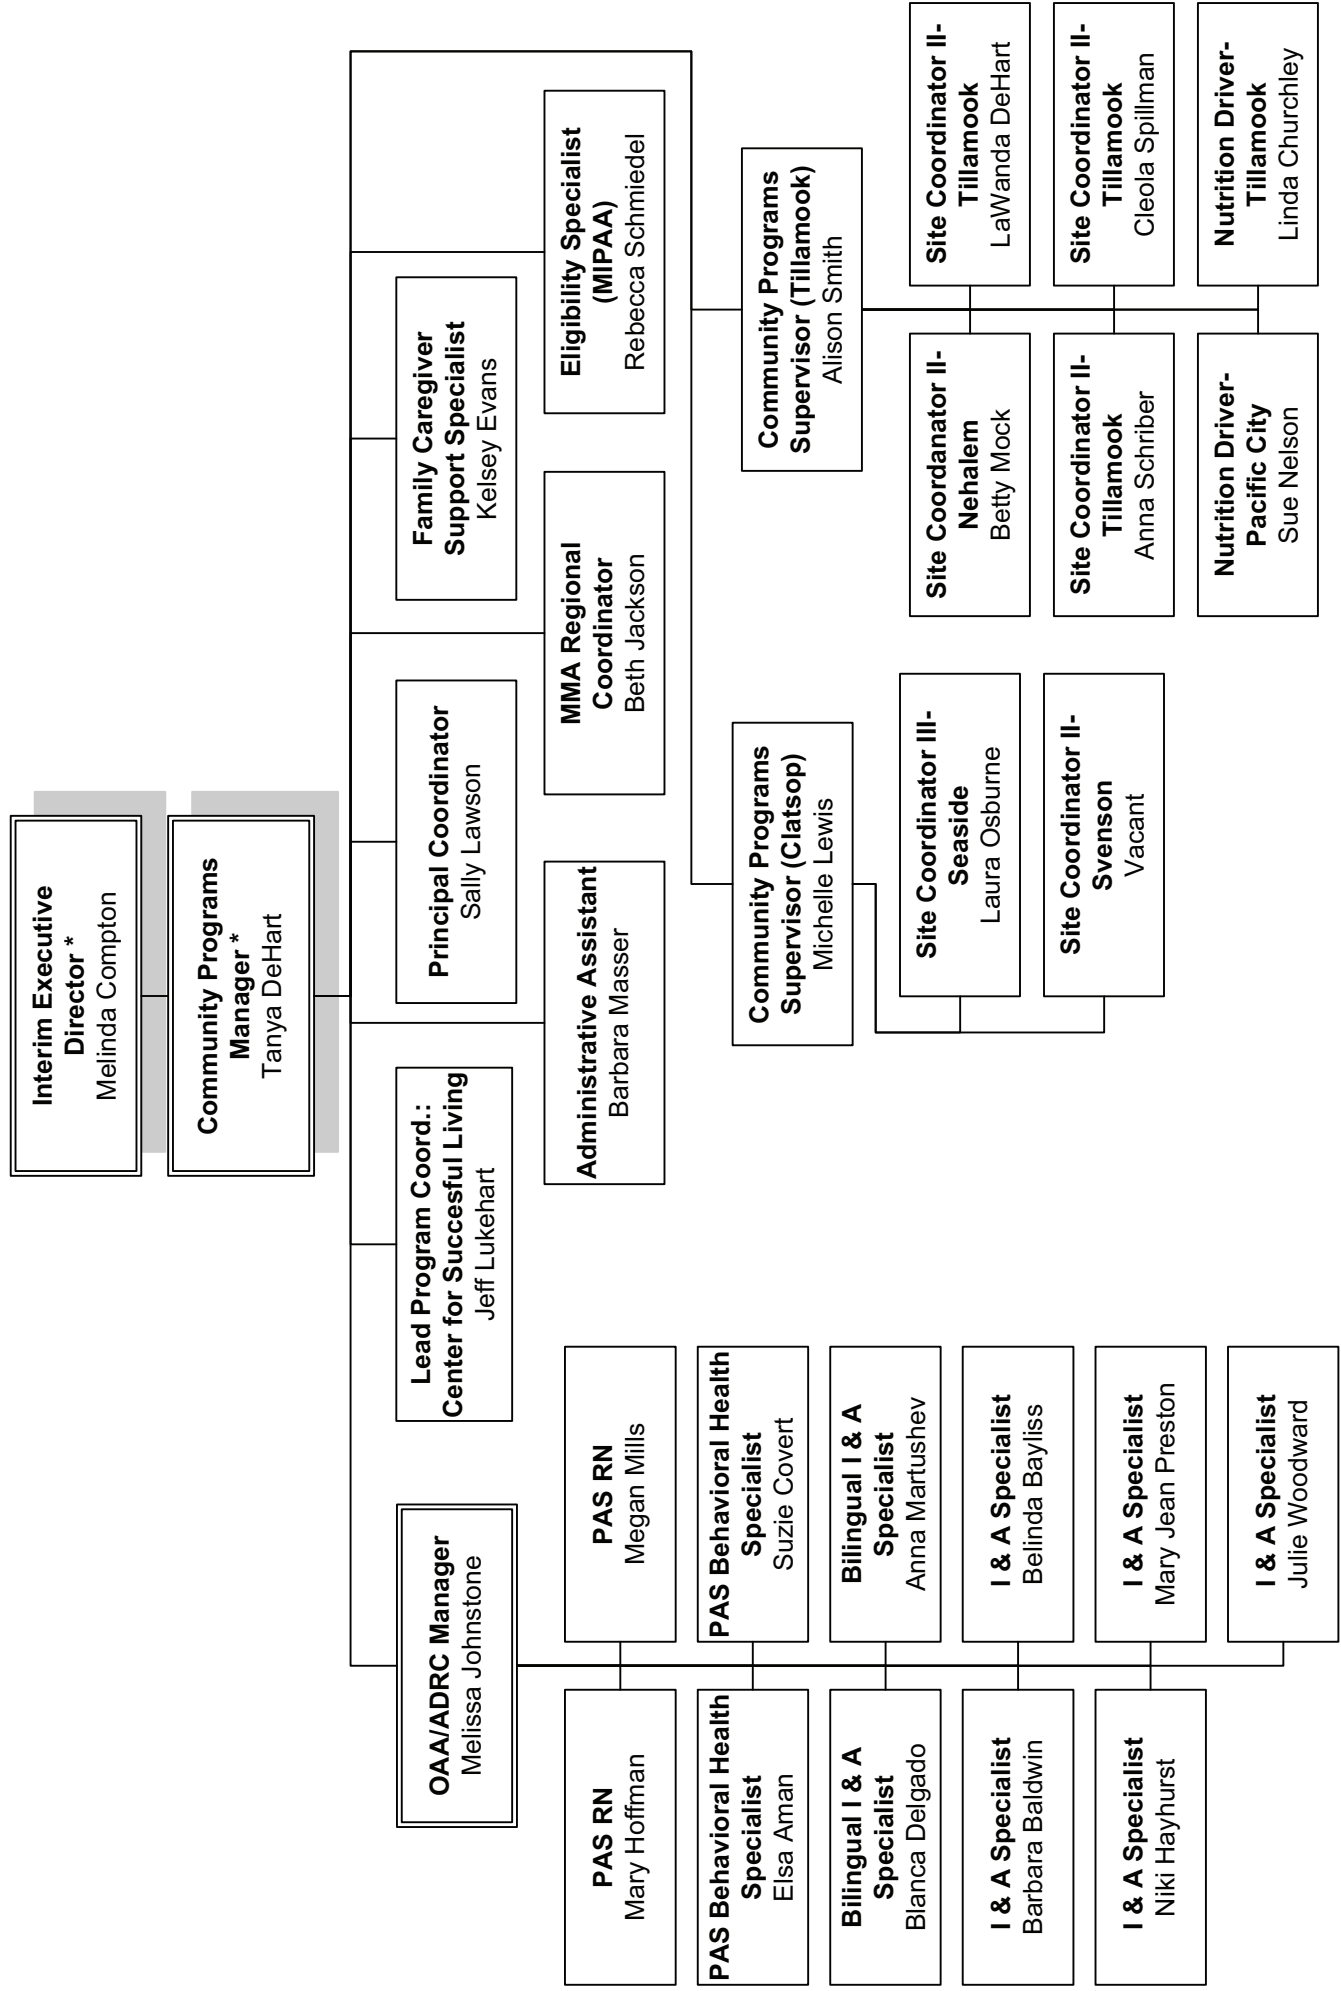 Interim Executive
Director *
Melinda Compton
Community Programs
Manager *
Tanya DeHart
OAA/ADRC Manager
Melissa Johnstone
Lead Program Coord.:
Center for Succesful Living
Jeff Lukehart
Principal Coordinator
Sally Lawson
Family Caregiver
Support Specialist
Kelsey Evans
Administrative Assistant
Barbara Masser
MMA Regional
Coordinator
Beth Jackson
Eligibility Specialist
(MIPAA)
Rebecca Schmiedel
PAS RN
Mary Hoffman
PAS RN
Megan Mills
PAS Behavioral Health
Specialist
Elsa Aman
PAS Behavioral Health
Specialist
Suzie Covert
Bilingual I & A
Specialist
Blanca Delgado
Bilingual I & A
Specialist
Anna Martushev
I & A Specialist
Barbara Baldwin
I & A Specialist
Belinda Bayliss
I & A Specialist
Niki Hayhurst
I & A Specialist
Mary Jean Preston
I & A Specialist
Julie Woodward
Community Programs
Supervisor (Clatsop)
Michelle Lewis
Site Coordinator III-
Seaside
Laura Osburne
Site Coordinator II-
Svenson
Vacant
Community Programs
Supervisor (Tillamook)
Alison Smith
Site Coordanator II-
Nehalem
Betty Mock
Site Coordinator II-
Tillamook
LaWanda DeHart
Site Coordinator II-
Tillamook
Anna Schriber
Site Coordinator II-
Tillamook
Cleola Spillman
Nutrition Driver-
Pacific City
Sue Nelson
Nutrition Driver-
Tillamook
Linda Churchley